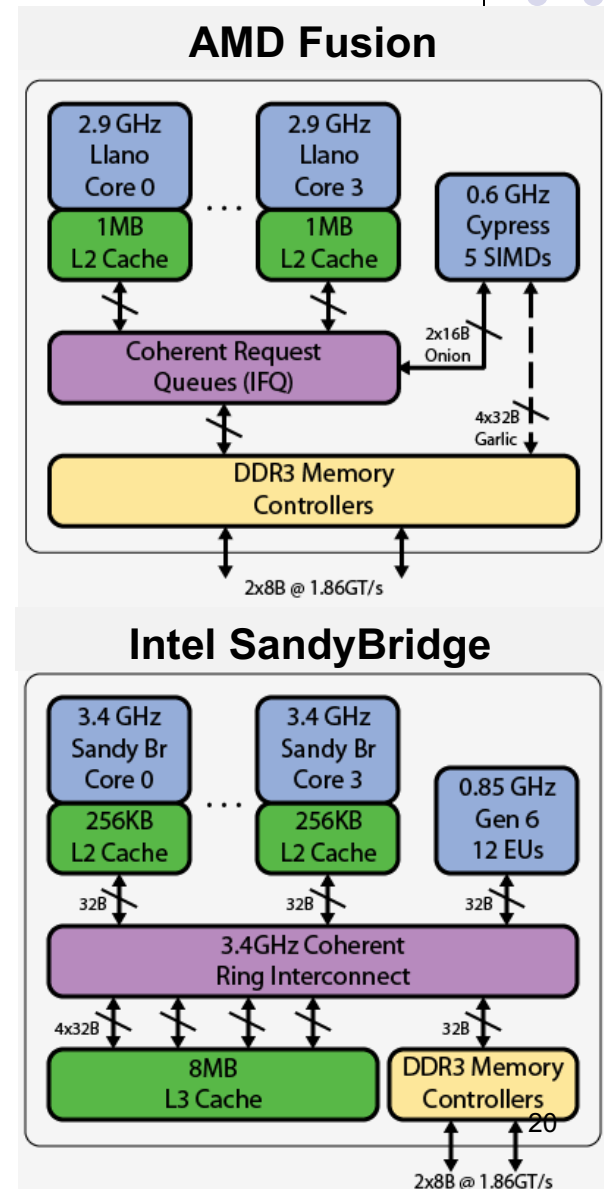 AMD Fusion
2.9 GHz
Llano
Core 0
1MB
L2 Cache
...
2.9 GHz
Llano
Core 3
1MB
L2 Cache
0.6 GHz
Cypress
5 SIMDs
2x16B
Onion
Coherent Request
Queues (IFQ)
4x32B
Garlic
DDR3 Memory
Controllers
2x8B @ 1.86GT/s
Intel SandyBridge
3.4 GHz
Sandy Br
Core 0
256KB
L2 Cache
...
3.4 GHz
Sandy Br
Core 3
256KB
L2 Cache
0.85 GHz
Gen 6
12 EUs
32B
32B
32B
3.4GHz Coherent
Ring Interconnect
4x32B
32B
8MB
L3 Cache
DDR3 Memory
Controllers
20
2x8B @ 1.86GT/s